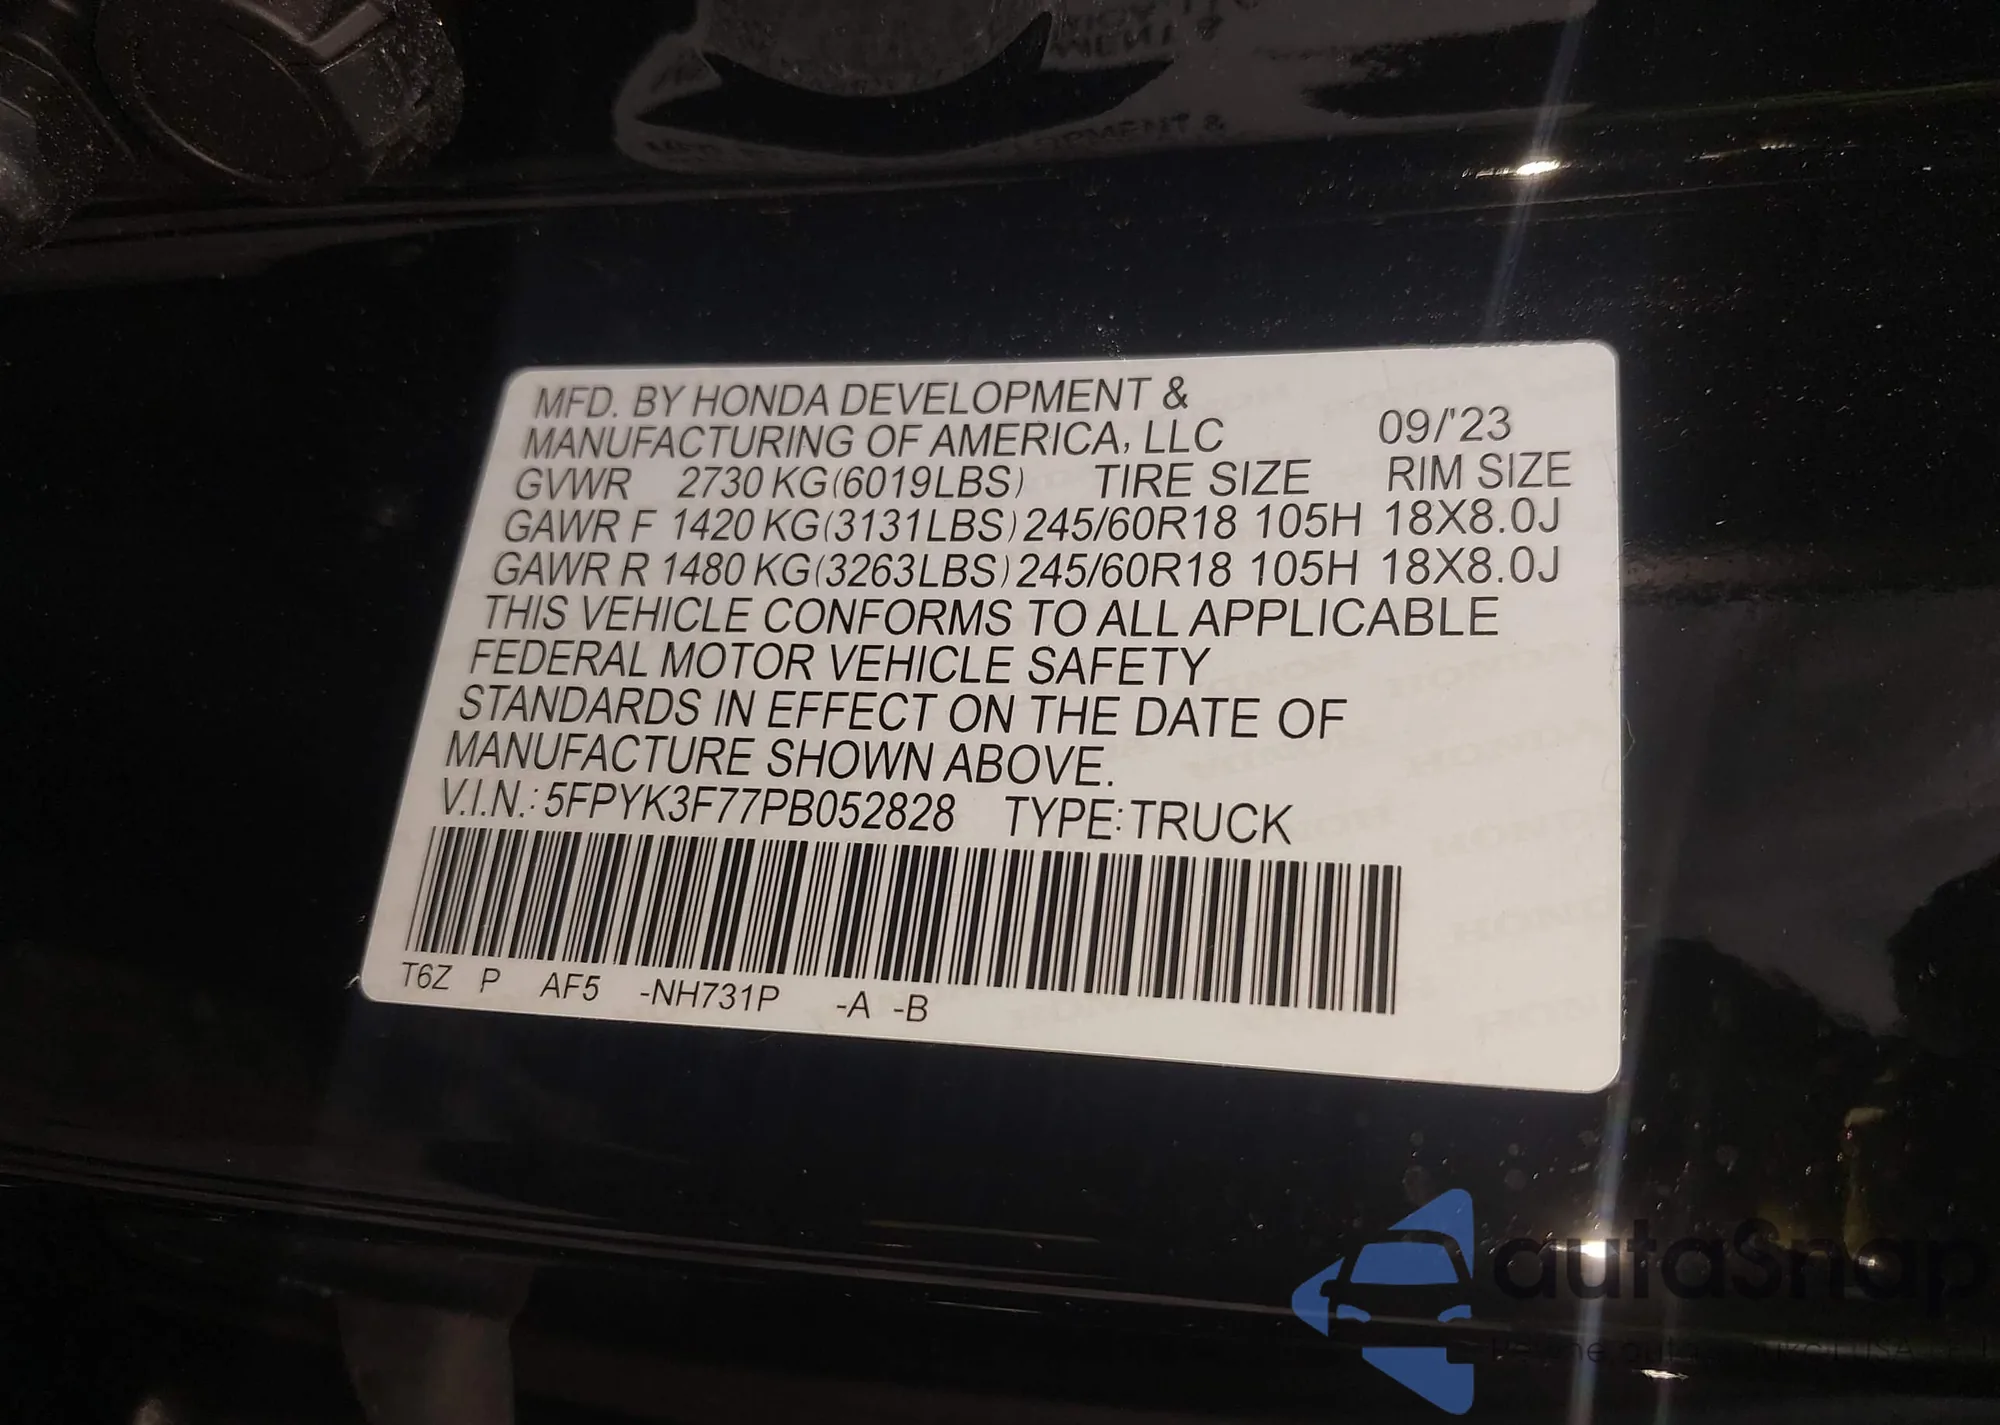 MFD. BY HONDA DEVELOPMENT &
MANUFACTURING OF AMERICA, LLC 09/'23
GVWR 2730 KG(6019LBS) TIRE SIZE RIM SIZE
GAWR F 1420 KG(3131LBS) 245/60R18 105H 18X8.0J
GAWR R 1480 KG(3263LBS) 245/60R18 105H 18X8.0J
THIS VEHICLE CONFORMS TO ALL APPLICABLE
FEDERAL MOTOR VEHICLE SAFETY
STANDARDS IN EFFECT ON THE DATE OF
MANUFACTURE SHOWN ABOVE.
V.I.N.: 5FPYK3F77PB052828 TYPE: TRUCK
T6Z P AF5 -NH731P -A -B
autaSnap